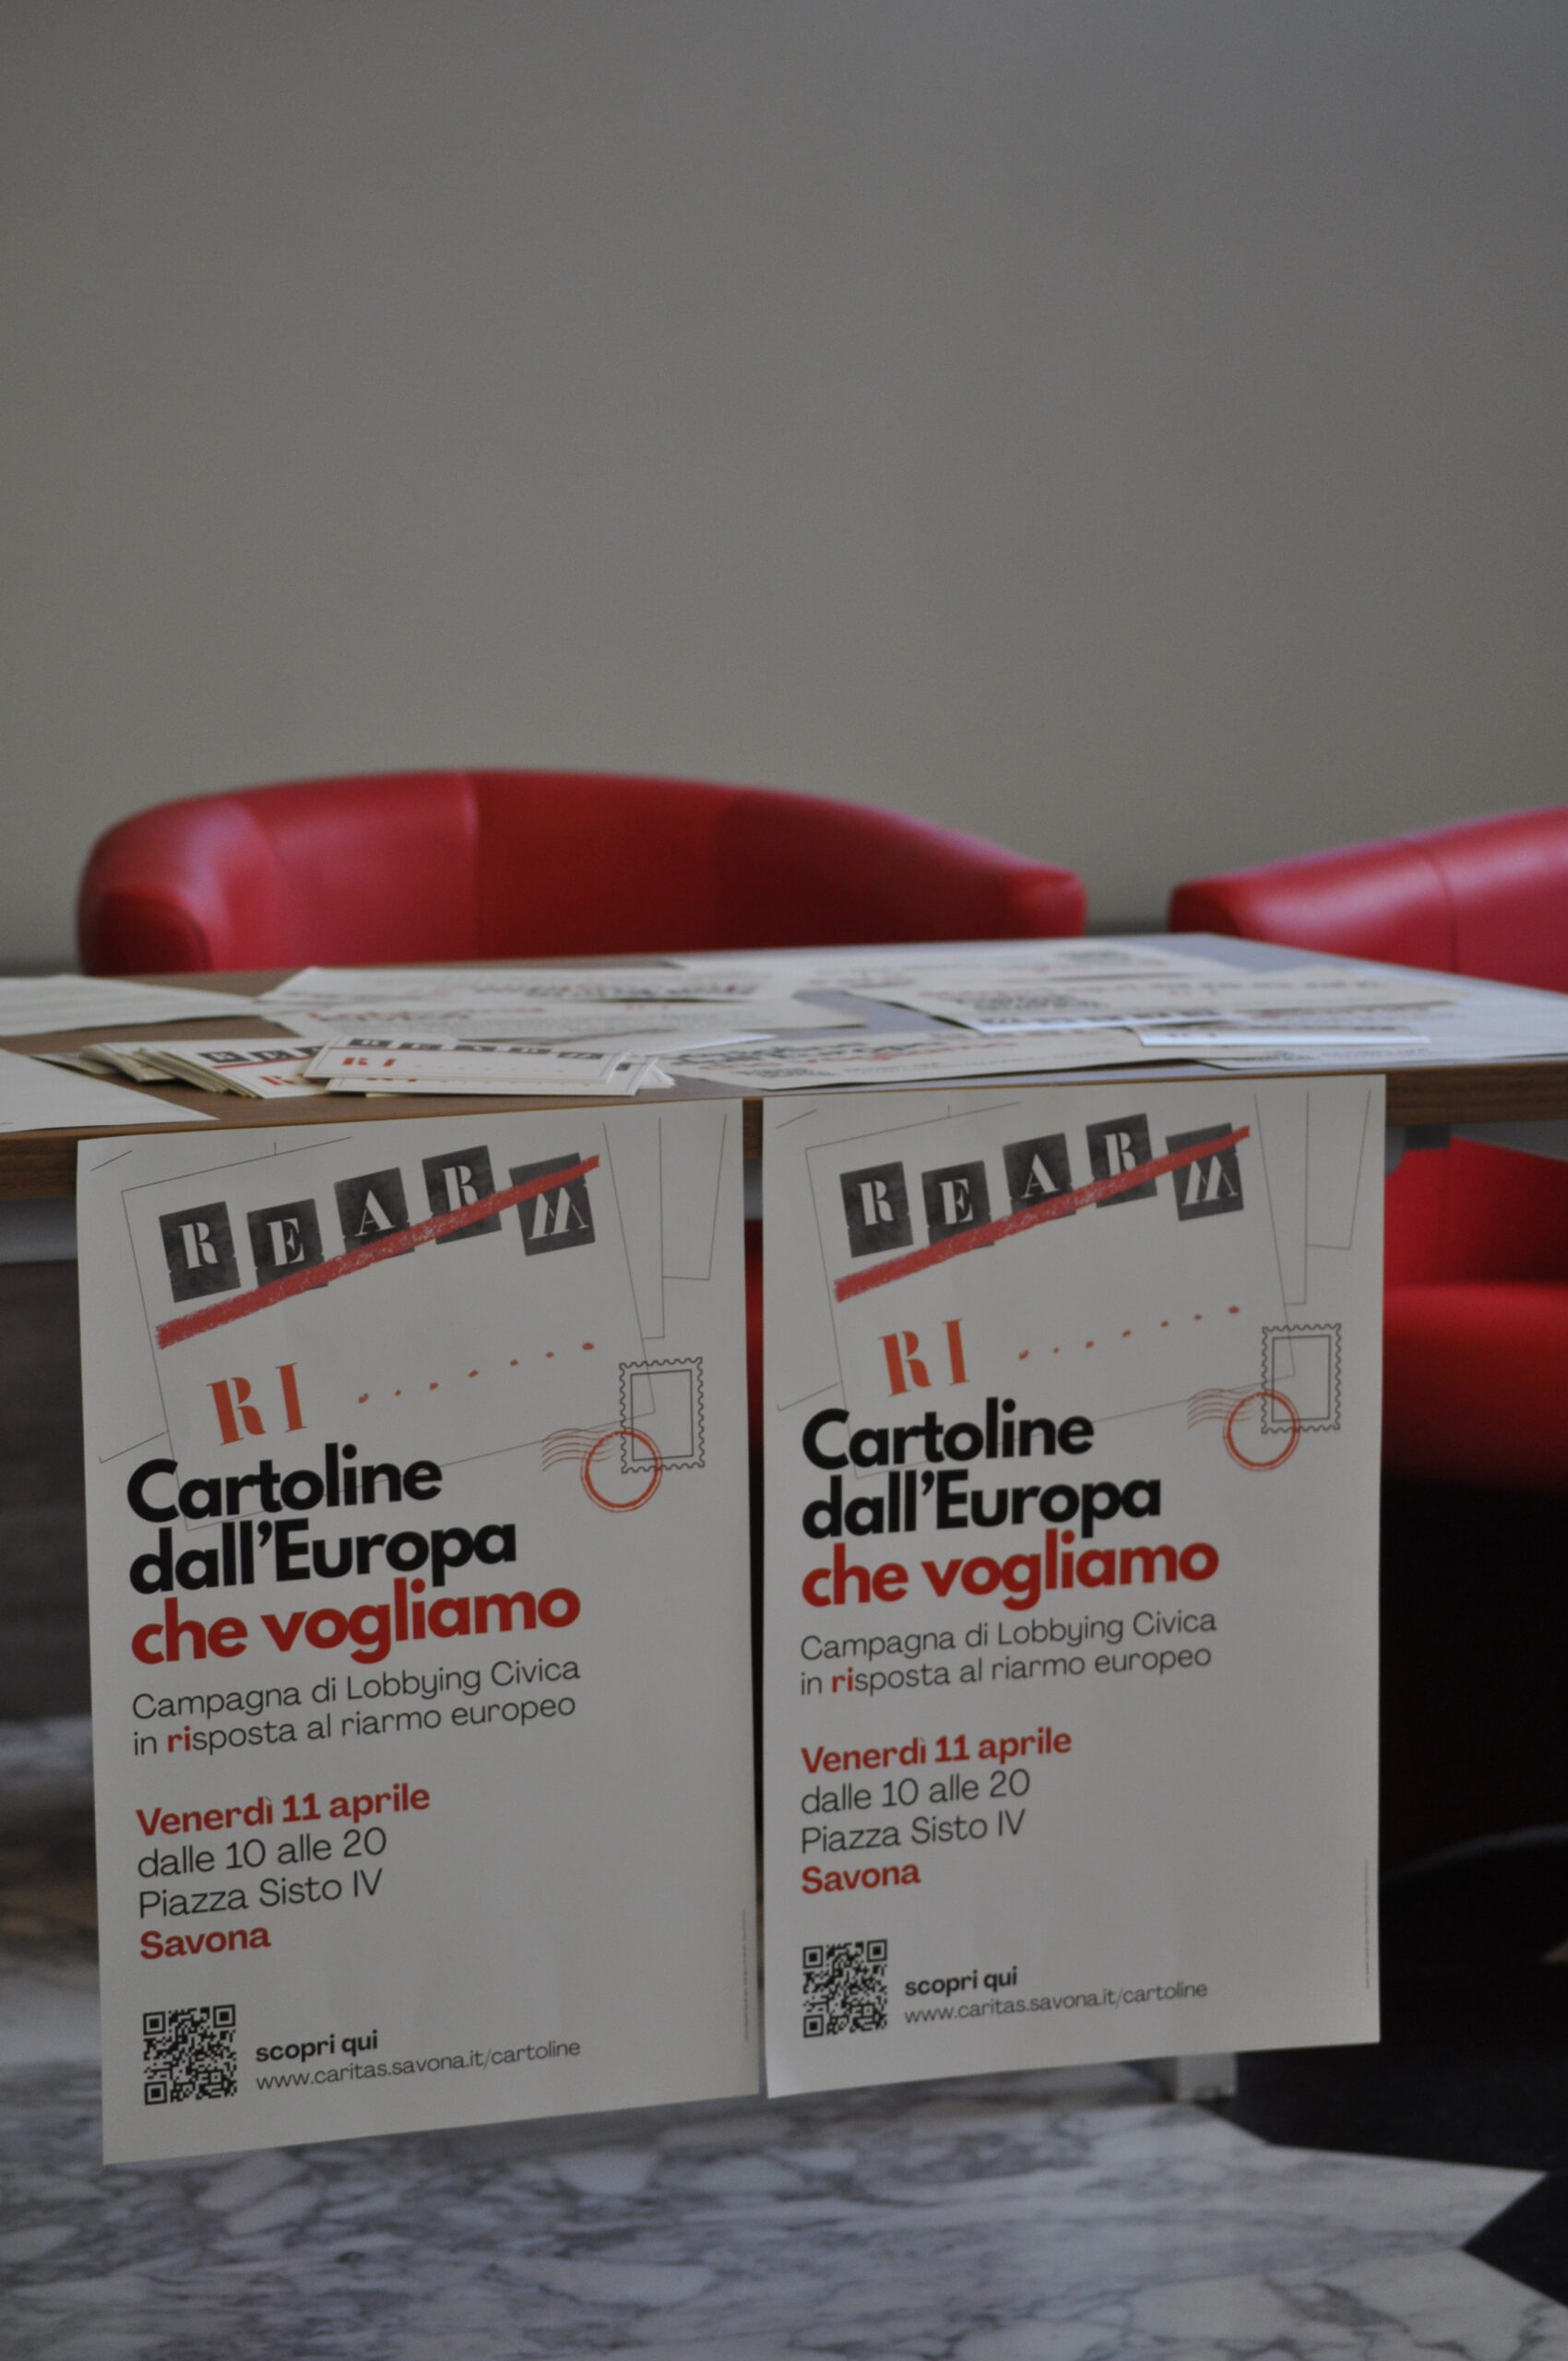 REARM
RI
REARM
RI ........
Cartoline
dall'Europa
che vogliamo
Campagna di Lobbying Civica
in risposta al riarmo europeo
Venerdì 11 aprile
dalle 10 alle 20
Piazza Sisto IV
Savona
scopri qui
www.caritas.savona.it/cartoline
REARM
RI ........
Cartoline
dall'Europa
che vogliamo
Campagna di Lobbying Civica
in risposta al riarmo europeo
Venerdì 11 aprile
dalle 10 alle 20
Piazza Sisto IV
Savona
scopri qui
www.caritas.savona.it/cartoline